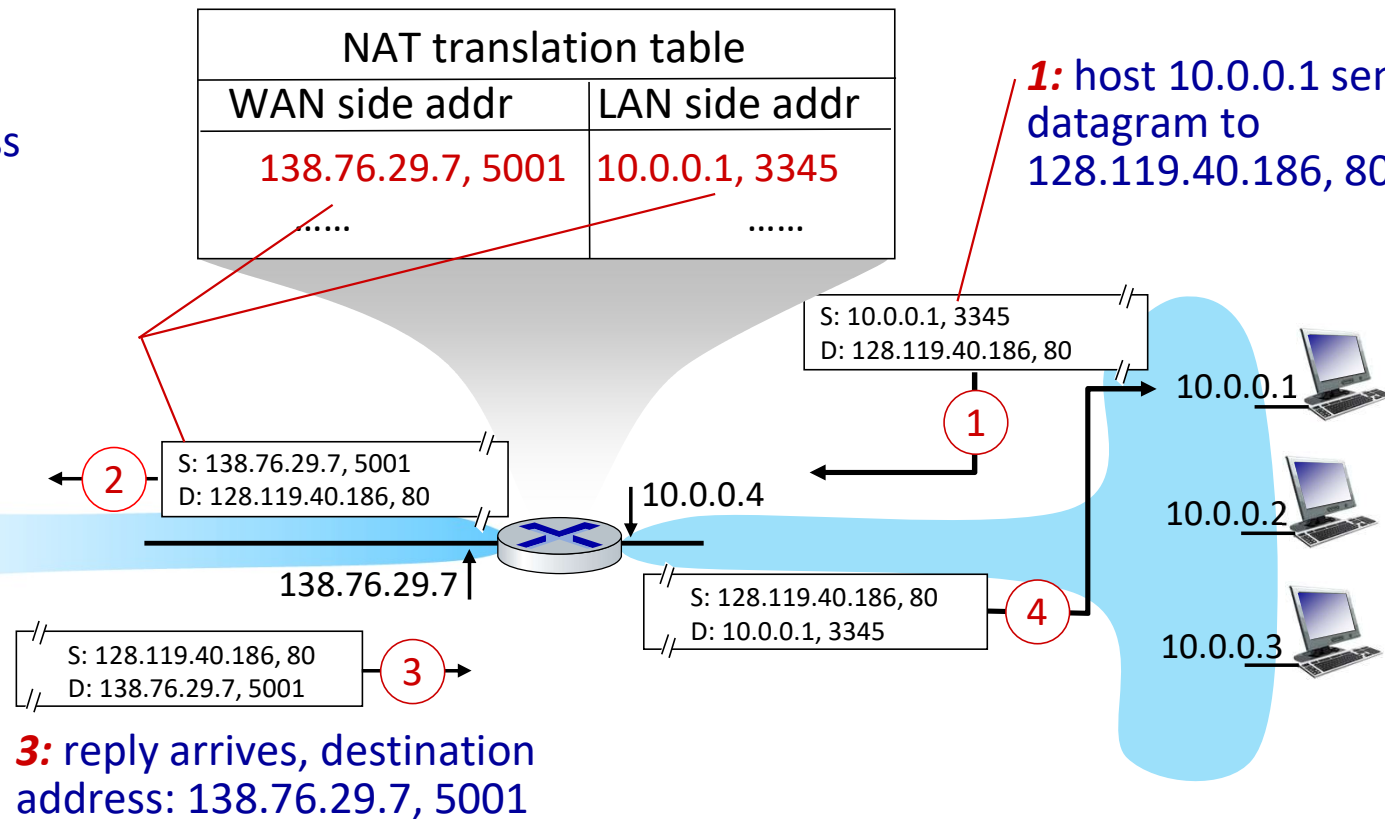 NAT translation table
WAN side addr
LAN side addr
138.76.29.7, 5001
10.0.0.1, 3345
......
......
1: host 10.0.0.1
datagram to
128.119.40.186, 80
S: 10.0.0.1, 3345
D: 128.119.40.186, 80
1
10.0.0.1
2
S: 138.76.29.7, 5001
D: 128.119.40.186, 80
10.0.0.4
10.0.0.2
138.76.29.7
S: 128.119.40.186, 80
D: 10.0.0.1, 3345
4
10.0.0.3
S: 128.119.40.186, 80
D: 138.76.29.7, 5001
3
3: reply arrives, destination
address: 138.76.29.7, 5001